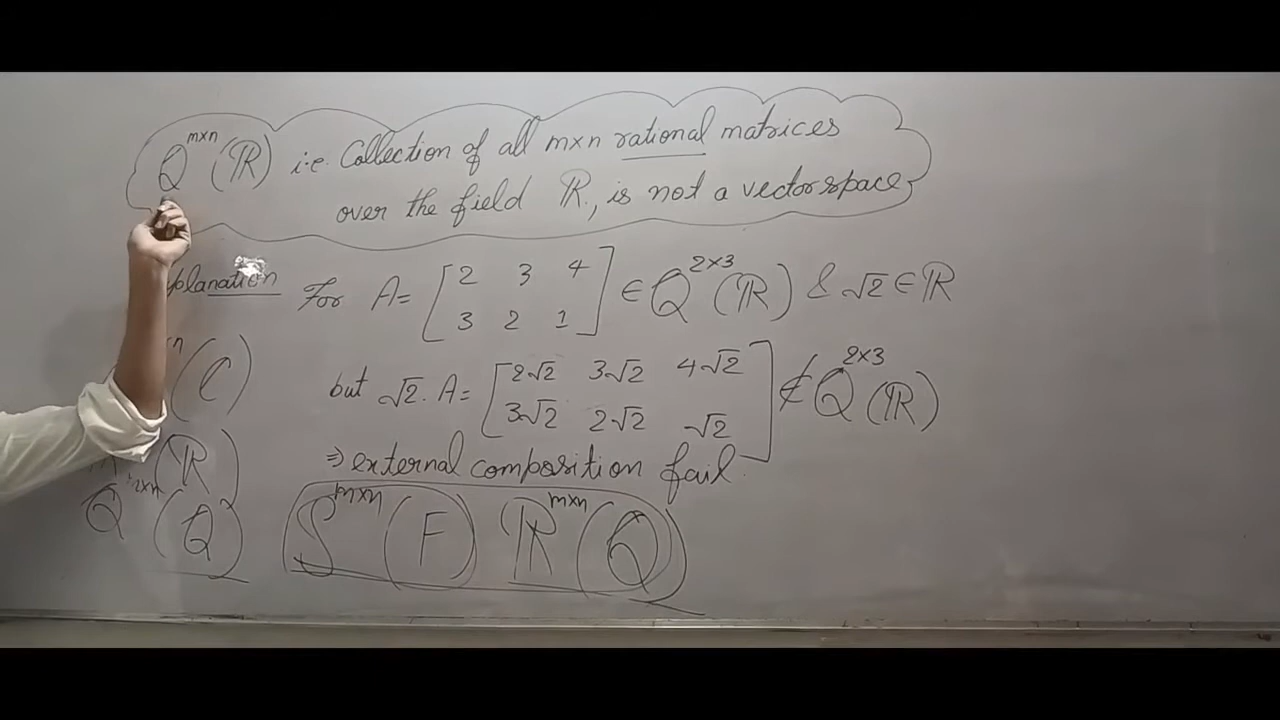 Q^{m×n} (ℝ) i.e. Collection of all m×n rational matrices
over the field ℝ, is not a vector space,
planation For A = [2 3 4
3 2 1] ∈ Q^{2×3} (ℝ) & √2 ∈ ℝ
n (C)
but √2. A = [2√2 3√2 4√2
3√2 2√2 √2] ∉ Q^{2×3} (ℝ)
(ℝ)
⇒ external composition fail.
Q^{m×n} (Q)
S^{m×n} (F) ℝ^{m×n} (Q)